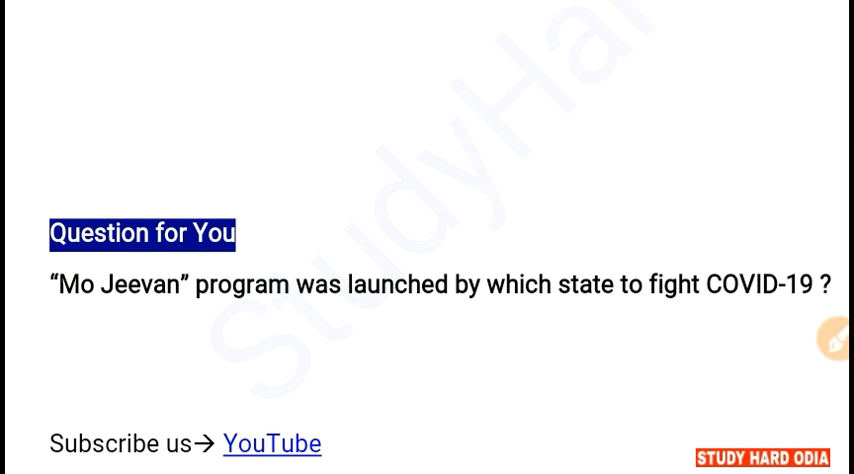 StudyHar
Question for You
“Mo Jeevan” program was launched by which state to fight COVID-19 ?
Subscribe us→ YouTube
STUDY HARD ODIA